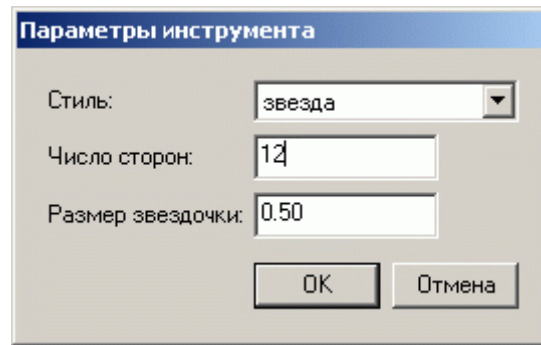 Параметры инструмента
Стиль: звезда
Число сторон: 12
Размер звездочки: 0.50
OK Отмена